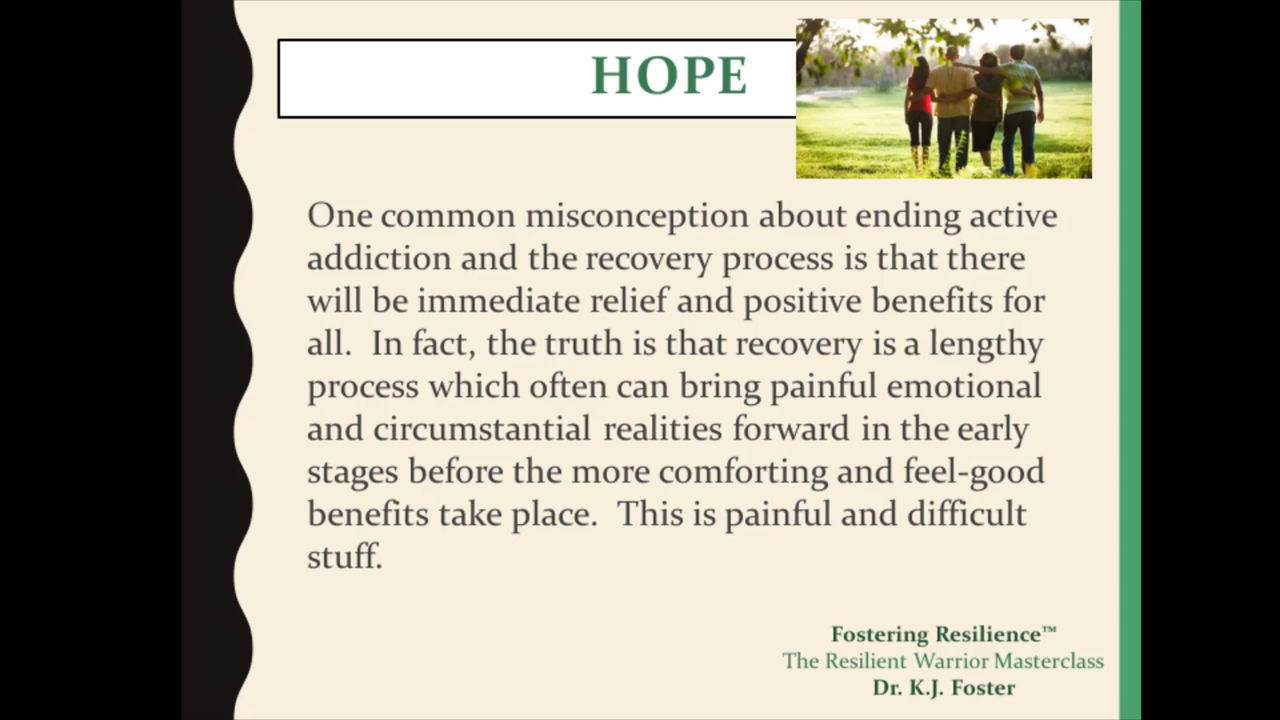 HOPE
One common misconception about ending active
addiction and the recovery process is that there
will be immediate relief and positive benefits for
all.  In fact, the truth is that recovery is a lengthy
process which often can bring painful emotional
and circumstantial realities forward in the early
stages before the more comforting and feel-good
benefits take place.  This is painful and difficult
stuff.
Fostering Resilience™
The Resilient Warrior Masterclass
Dr. K.J. Foster